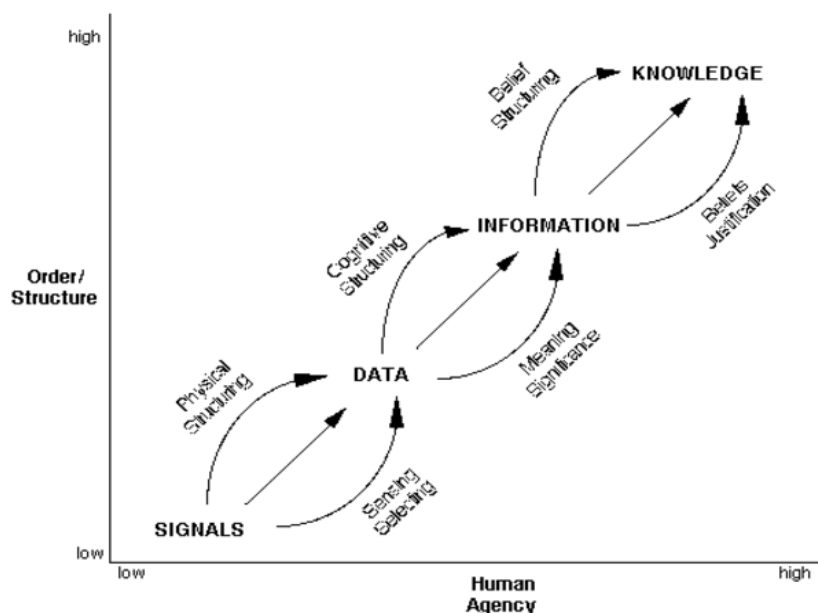 high
Belief
Structuring
KNOWLEDGE
Beliefs
Justification
INFORMATION
Cognitive
Structuring
Order/
Structure
Meaning
Significance
DATA
Physical
Structuring
Sensing
Selecting
SIGNALS
low
low
Human
Agency
high